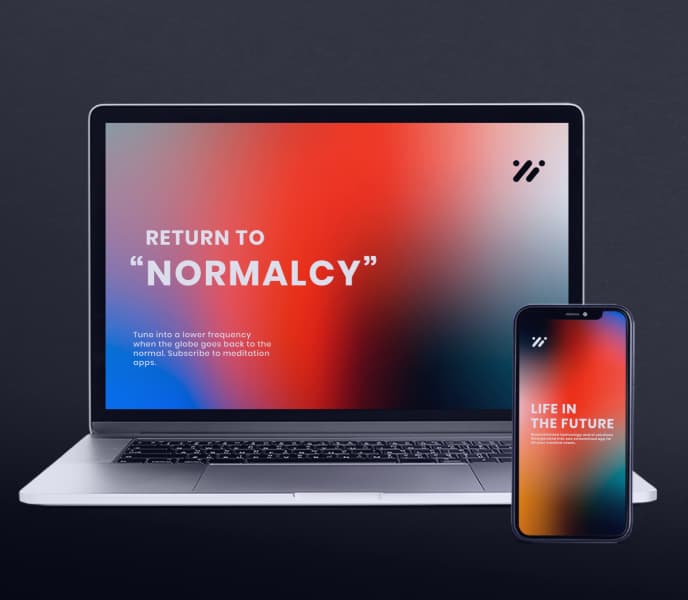 RETURN TO
“NORMALCY”
Tune into a lower frequency
when the globe goes back to the
normal. Subscribe to meditation
apps.
LIFE IN
THE FUTURE